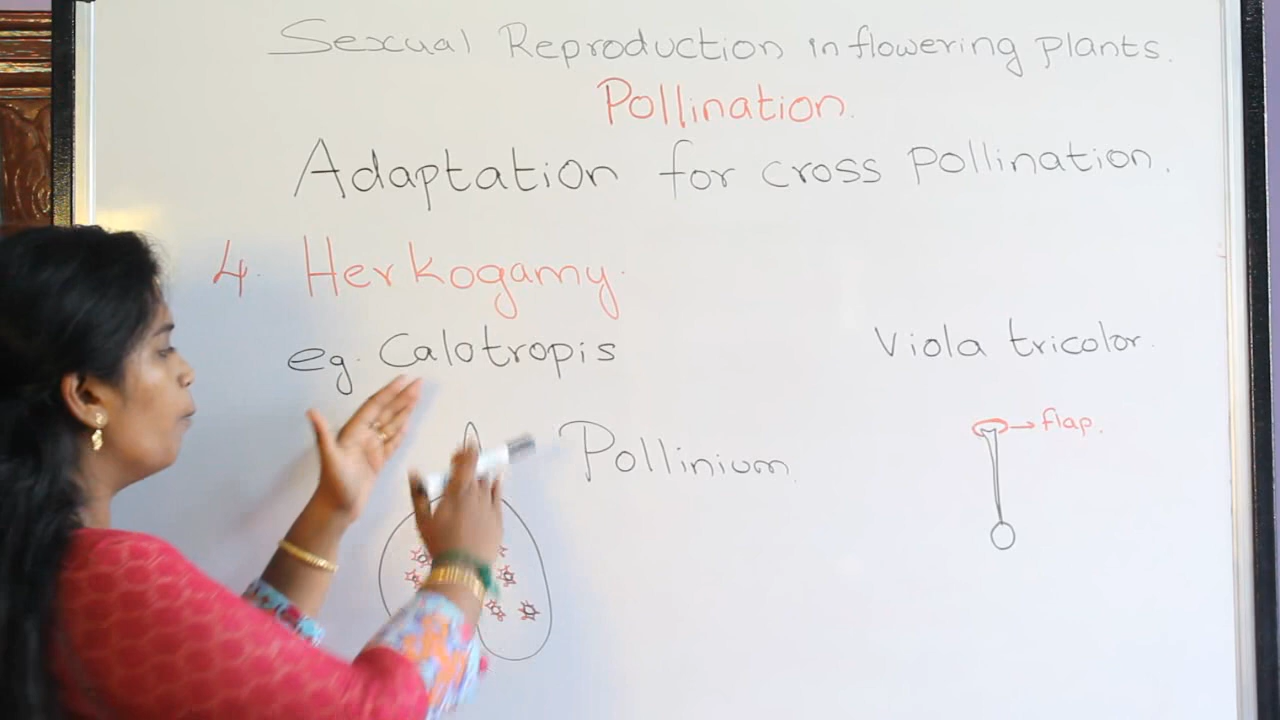 Sexual Reproduction in flowering plants.
Pollination.
Adaptation for cross pollination.
4. Herkogamy.
eg. Calotropis
Viola tricolor.
Pollinium.
flap.